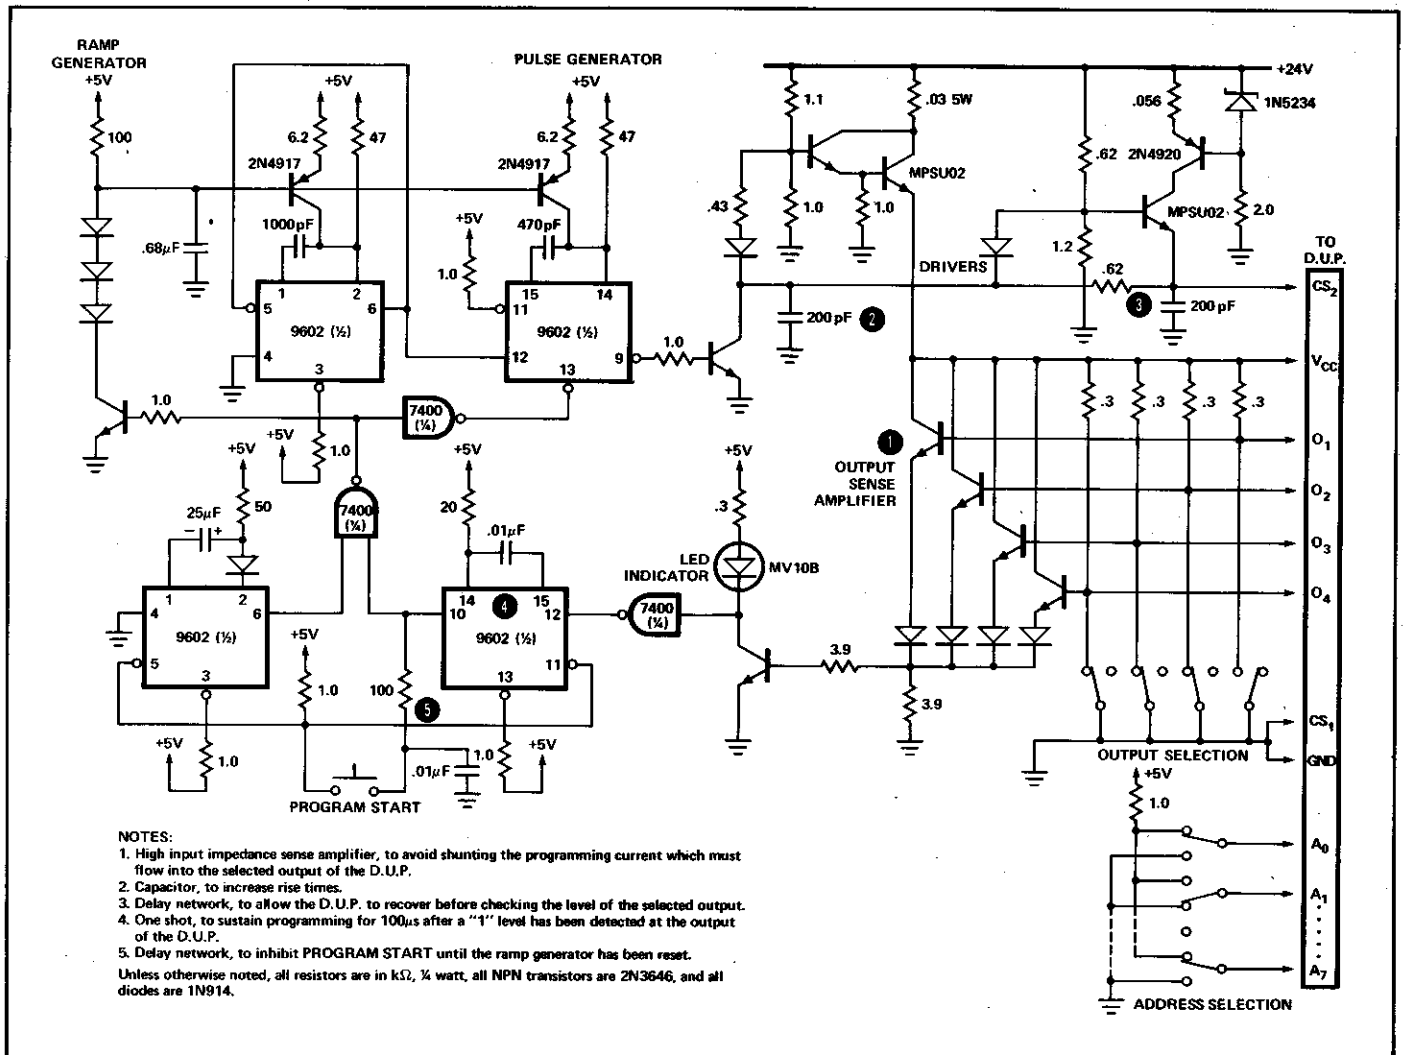 RAMP
GENERATOR
+5V
100
.68µF
+5V
6.2
47
2N4917
1000pF
1
2
5
6
9602 (½)
4
3
PULSE GENERATOR
+5V
6.2
47
2N4917
+5V
470pF
1.0
15
14
11
9602 (½)
12
9
13
1.0
+24V
1.1
.03 5W
.056
1N5234
.62
2N4920
MPSU02
.43
1.0
1.0
MPSU02
2.0
1.2
DRIVERS
.62
3
200 pF
2
200 pF
TO
D.U.P.
CS2
VCC
O1
O2
O3
O4
CS1
GND
A0
A1
A7
.3
.3
.3
.3
1
OUTPUT
SENSE
AMPLIFIER
1.0
7400
(¼)
+5V
1.0
+5V
50
25µF
- +
7400
(¼)
1
2
4
6
9602 (½)
5
3
+5V
1.0
+5V
1.0
20
.01µF
14
4
15
10
12
9602 (½)
11
13
+5V
100
5
.01µF
1.0
+5V
PROGRAM START
+5V
.3
LED
INDICATOR
MV10B
7400
(¼)
3.9
3.9
OUTPUT SELECTION
+5V
1.0
ADDRESS SELECTION
NOTES:
1. High input impedance sense amplifier, to avoid shunting the programming current which must
flow into the selected output of the D.U.P.
2. Capacitor, to increase rise times.
3. Delay network, to allow the D.U.P. to recover before checking the level of the selected output.
4. One shot, to sustain programming for 100µs after a "1" level has been detected at the output
of the D.U.P.
5. Delay network, to inhibit PROGRAM START until the ramp generator has been reset.
Unless otherwise noted, all resistors are in kΩ, ¼ watt, all NPN transistors are 2N3646, and all
diodes are 1N914.